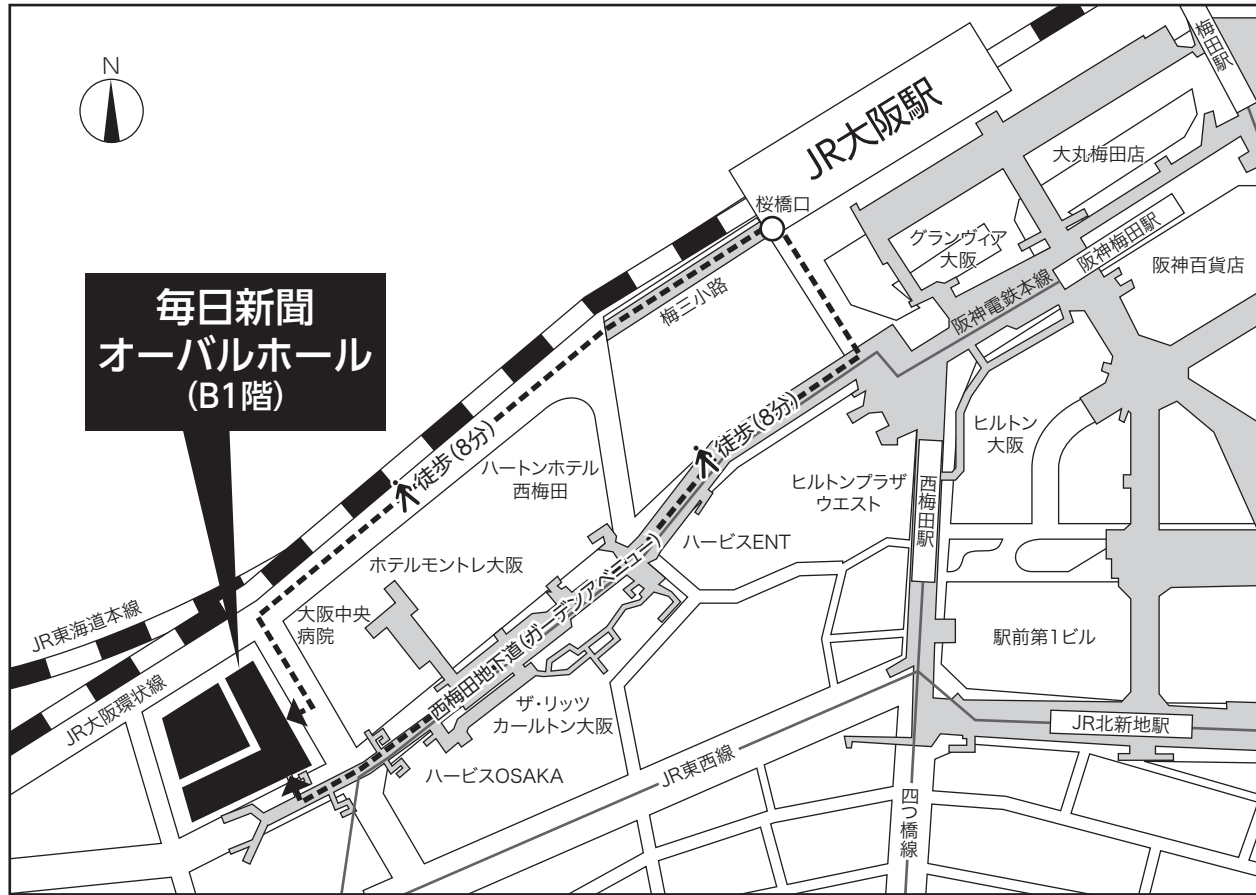 N
梅田駅
JR大阪駅
大丸梅田店
桜橋口
グランヴィア
大阪
阪神梅田駅
阪神百貨店
阪神電鉄本線
梅三小路
毎日新聞
オーバルホール
(B1階)
徒歩(8分)
徒歩(8分)
ハートンホテル
西梅田
ヒルトン
大阪
ヒルトンプラザ
ウエスト
西梅田駅
ハービスENT
ホテルモントレ大阪
大阪中央
病院
JR東海道本線
JR大阪環状線
西梅田地下道(ガーデンアベニュー)
駅前第1ビル
ザ・リッツ
カールトン大阪
JR北新地駅
ハービスOSAKA
JR東西線
四つ橋線